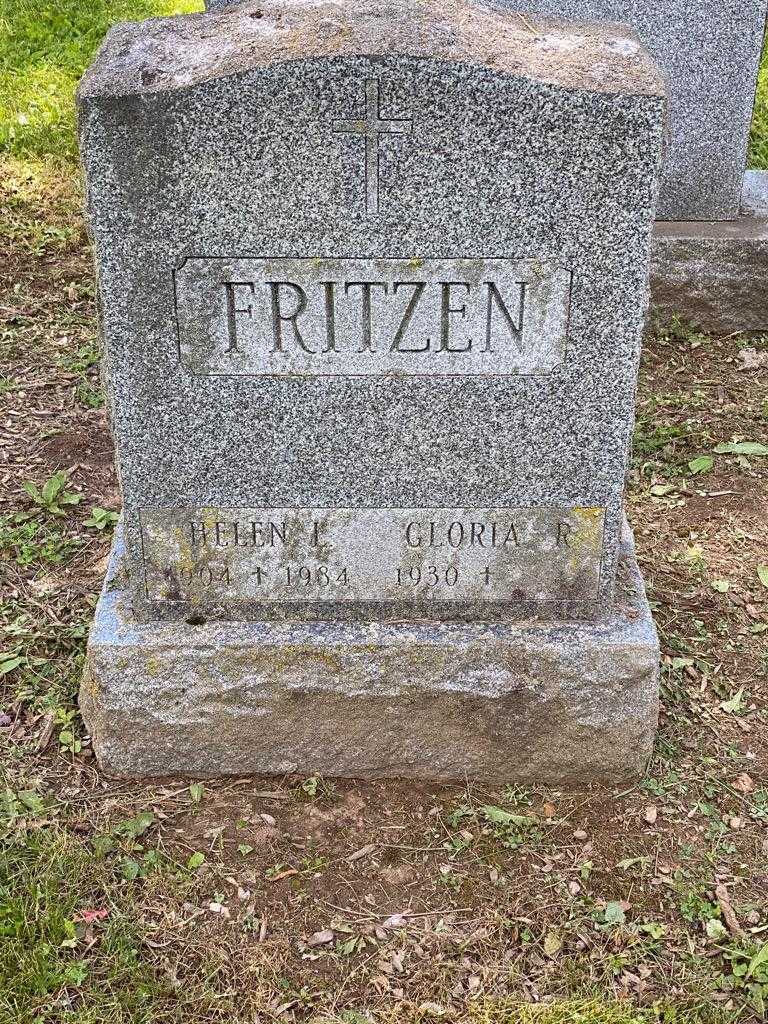 FRITZEN
HELEN L. GLORIA R.
1904 † 1984 1930 †